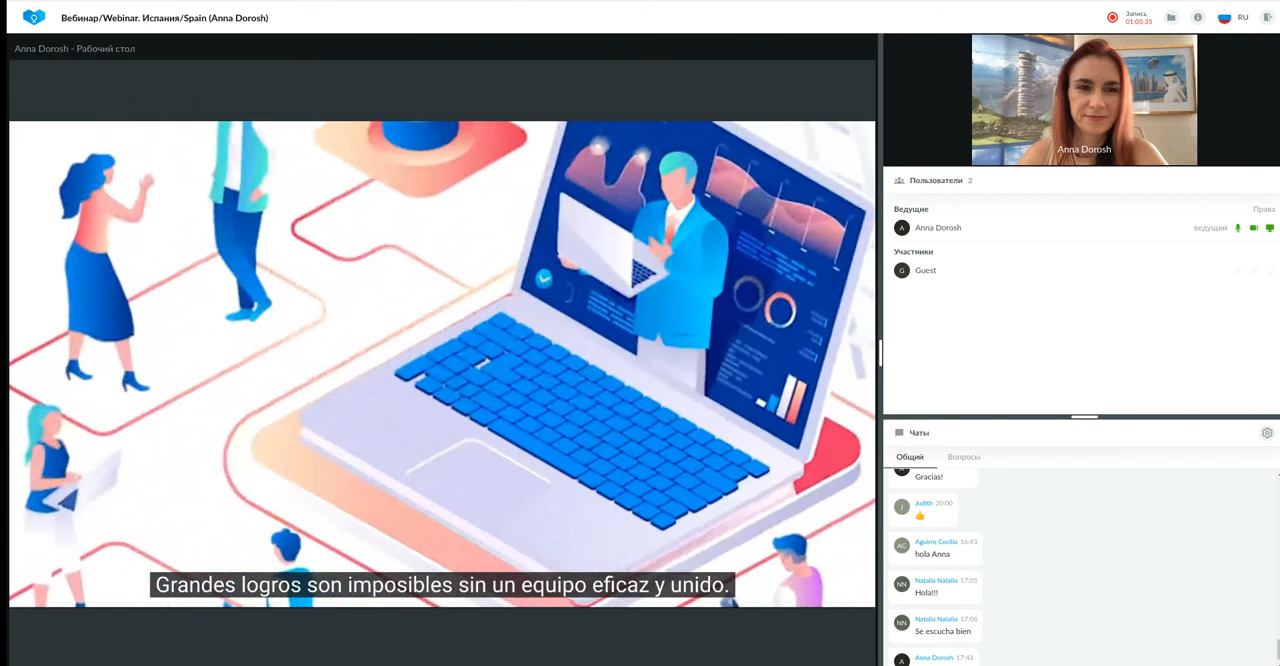 Вебинар/Webinar. Испания/Spain (Anna Dorosh)
Запись
01:05:35
RU
Anna Dorosh - Рабочий стол
Anna Dorosh
Grandes logros son imposibles sin un equipo eficaz y unido.
Пользователи 2
Ведущие Права
A Anna Dorosh ведущий
Участники
G Guest
Чаты
Общий Вопросы
Gracias!
J Judith 20:00
👍
AC Aguirre Cecilia 16:43
hola Anna
NN Natalia Natalia 17:05
Hola!!!
NN Natalia Natalia 17:06
Se escucha bien
A Anna Dorosh 17:43